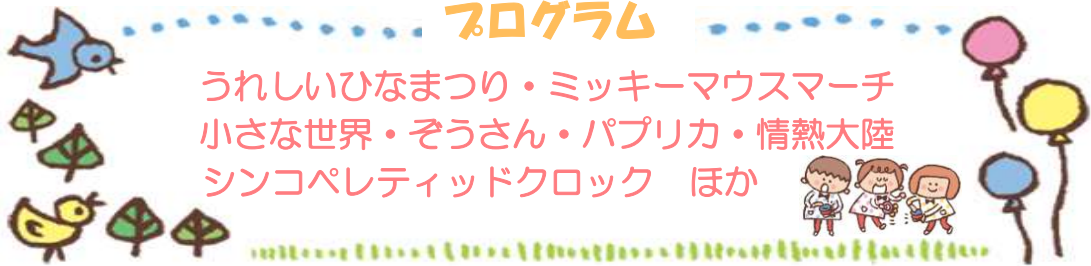 プログラム
うれしいひなまつり・ミッキーマウスマーチ
小さな世界・ぞうさん・パプリカ・情熱大陸
シンコペレティッドクロック　ほか